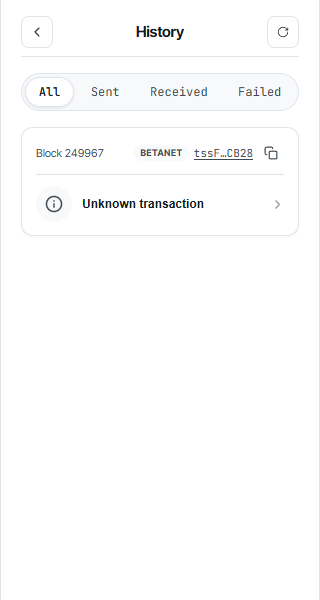 History
All Sent Received Failed
Block 249967 BETANET tssF…CB28
Unknown transaction